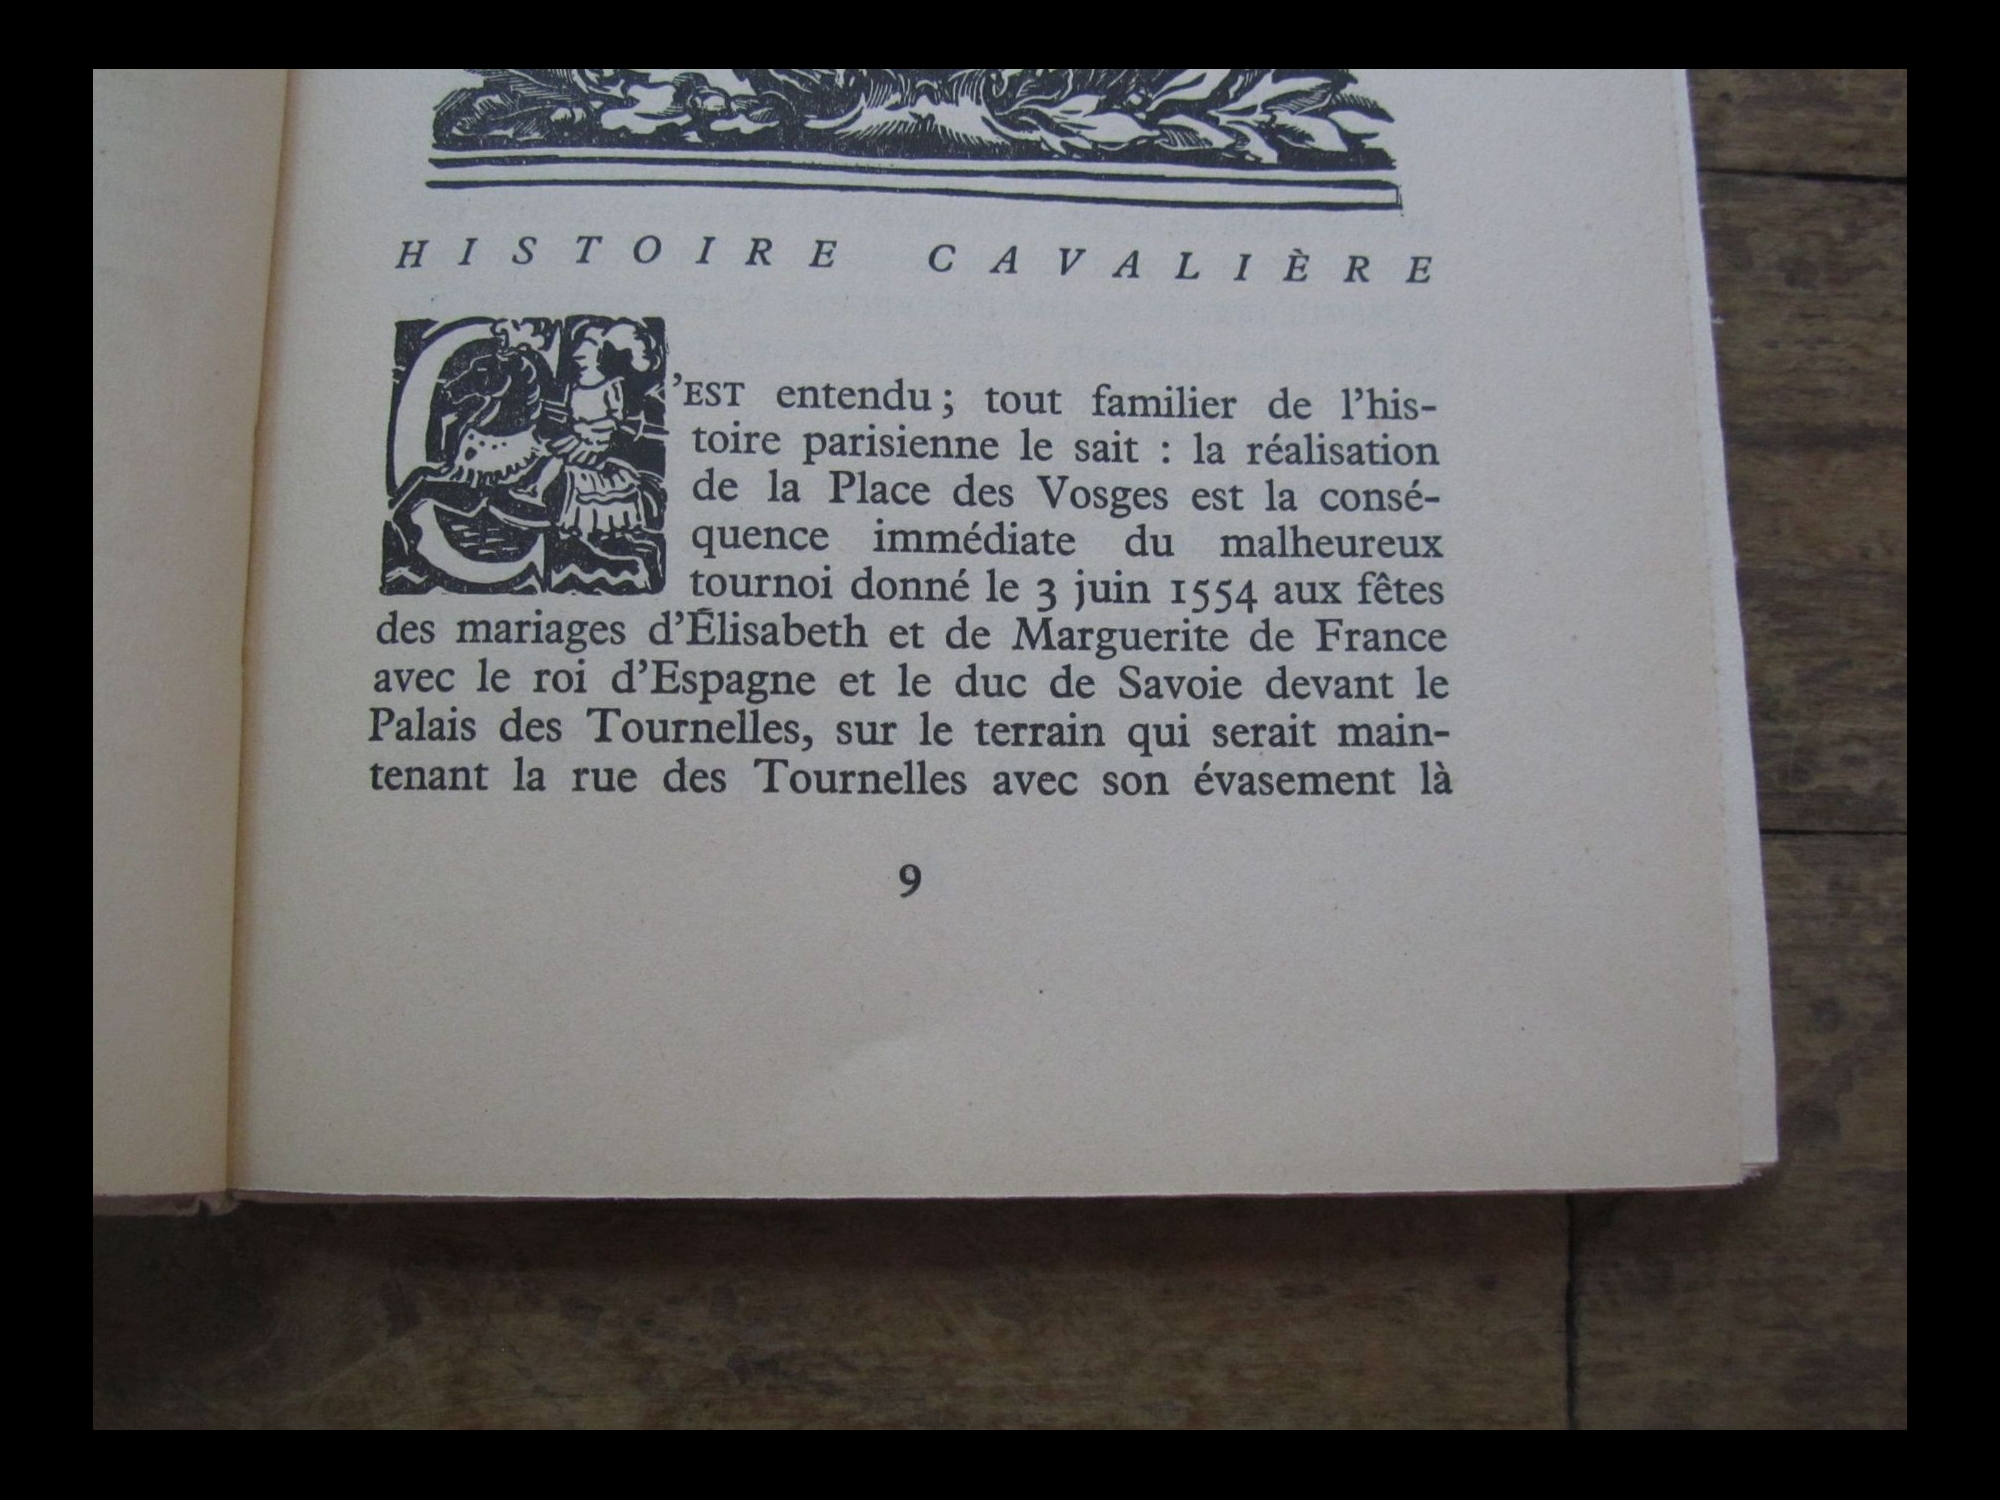 HISTOIRE CAVALIÈRE
C'EST entendu ; tout familier de l'his-
toire parisienne le sait : la réalisation
de la Place des Vosges est la consé-
quence immédiate du malheureux
tournoi donné le 3 juin 1554 aux fêtes
des mariages d'Élisabeth et de Marguerite de France
avec le roi d'Espagne et le duc de Savoie devant le
Palais des Tournelles, sur le terrain qui serait main-
tenant la rue des Tournelles avec son évasement là
9